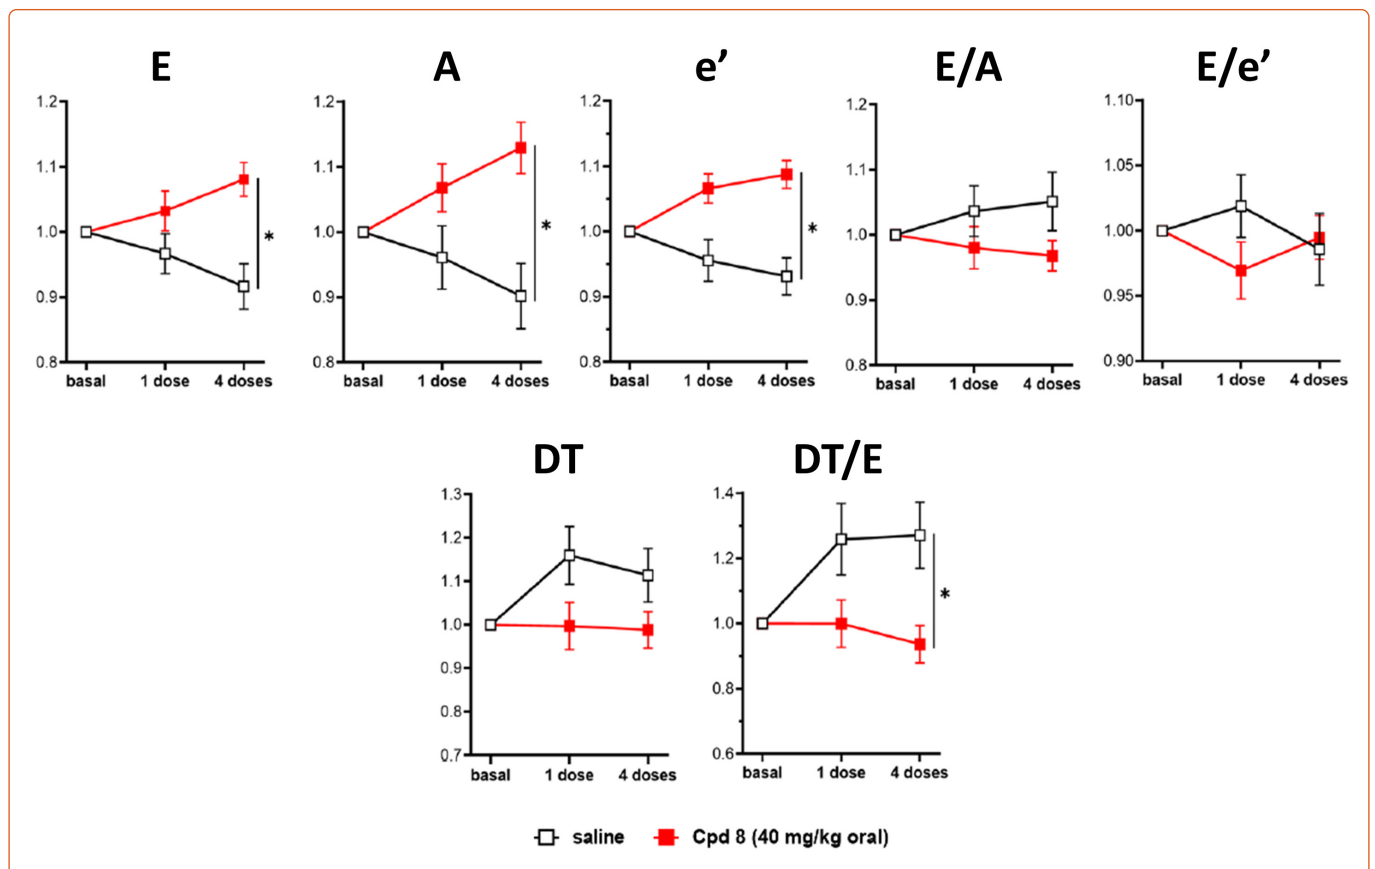 E A e’ E/A E/e’
1.2 1.2 1.2 1.2 1.10
1.1 1.1 1.1 1.1 1.05
1.0 1.0 1.0 1.0 1.00
* * *
0.9 0.9 0.9 0.9 0.95
0.8 0.8 0.8 0.8 0.90
basal 1 dose 4 doses basal 1 dose 4 doses basal 1 dose 4 doses basal 1 dose 4 doses basal 1 dose 4 doses
DT DT/E
1.3 1.4
1.2 1.2
1.1
1.0 1.0
*
0.9 0.8
0.8
0.7 0.6
basal 1 dose 4 doses basal 1 dose 4 doses
saline Cpd 8 (40 mg/kg oral)